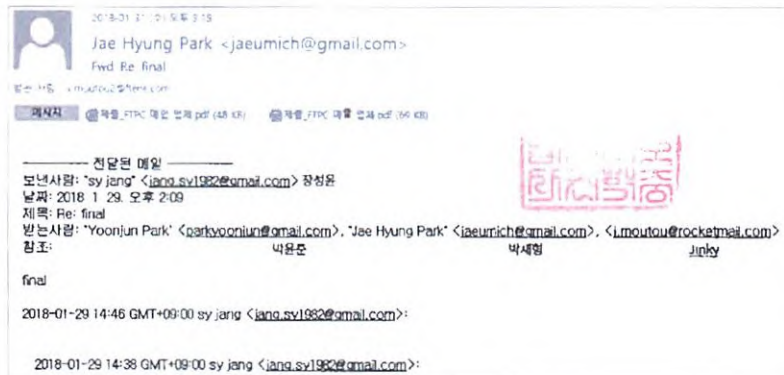 Jae Hyung Park <jaeumich@gmail.com>
Fwd Re final
메시지
전달된 메일
보낸사람: "sy jang" <jang.sy1982@gmail.com> 장성윤
날짜: 2018 1 29. 오후 2:09
제목: Re: final
받는사람: "Yoonjun Park" <parkyoonjun@gmail.com>, "Jae Hyung Park" <jaeumich@gmail.com>, <j.moutou@rocketmail.com>
참조: 박윤준 박재형 Jinky
final
2018-01-29 14:46 GMT+09:00 sy jang <jang.sy1982@gmail.com>:
2018-01-29 14:38 GMT+09:00 sy jang <jang.sy1982@gmail.com>: